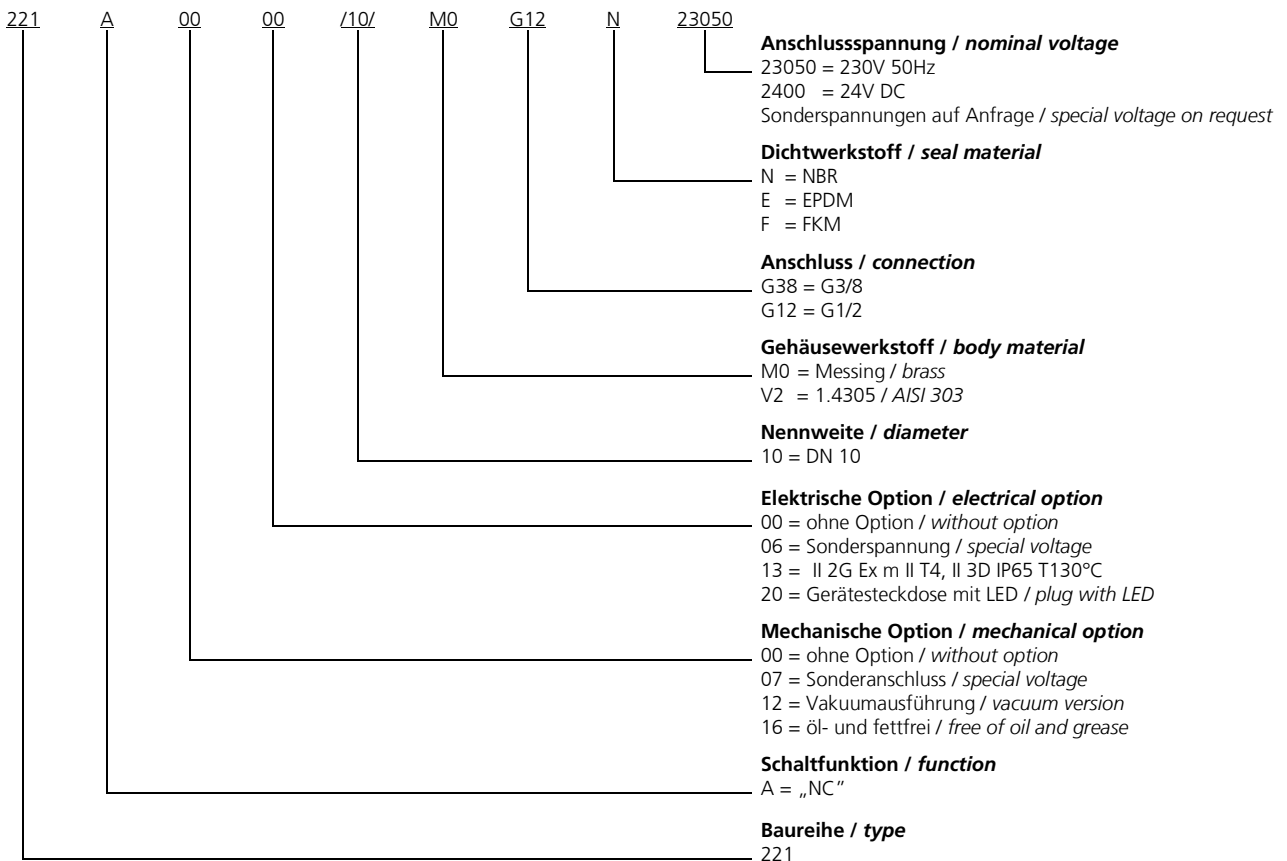 221 A 00 00 /10/ M0 G12 N 23050
Anschlussspannung / nominal voltage
23050 = 230V 50Hz
2400 = 24V DC
Sonderspannungen auf Anfrage / special voltage on request
Dichtwerkstoff / seal material
N = NBR
E = EPDM
F = FKM
Anschluss / connection
G38 = G3/8
G12 = G1/2
Gehäusewerkstoff / body material
M0 = Messing / brass
V2 = 1.4305 / AISI 303
Nennweite / diameter
10 = DN 10
Elektrische Option / electrical option
00 = ohne Option / without option
06 = Sonderspannung / special voltage
13 = II 2G Ex m II T4, II 3D IP65 T130°C
20 = Gerätesteckdose mit LED / plug with LED
Mechanische Option / mechanical option
00 = ohne Option / without option
07 = Sonderanschluss / special voltage
12 = Vakuumausführung / vacuum version
16 = öl- und fettfrei / free of oil and grease
Schaltfunktion / function
A = „NC"
Baureihe / type
221